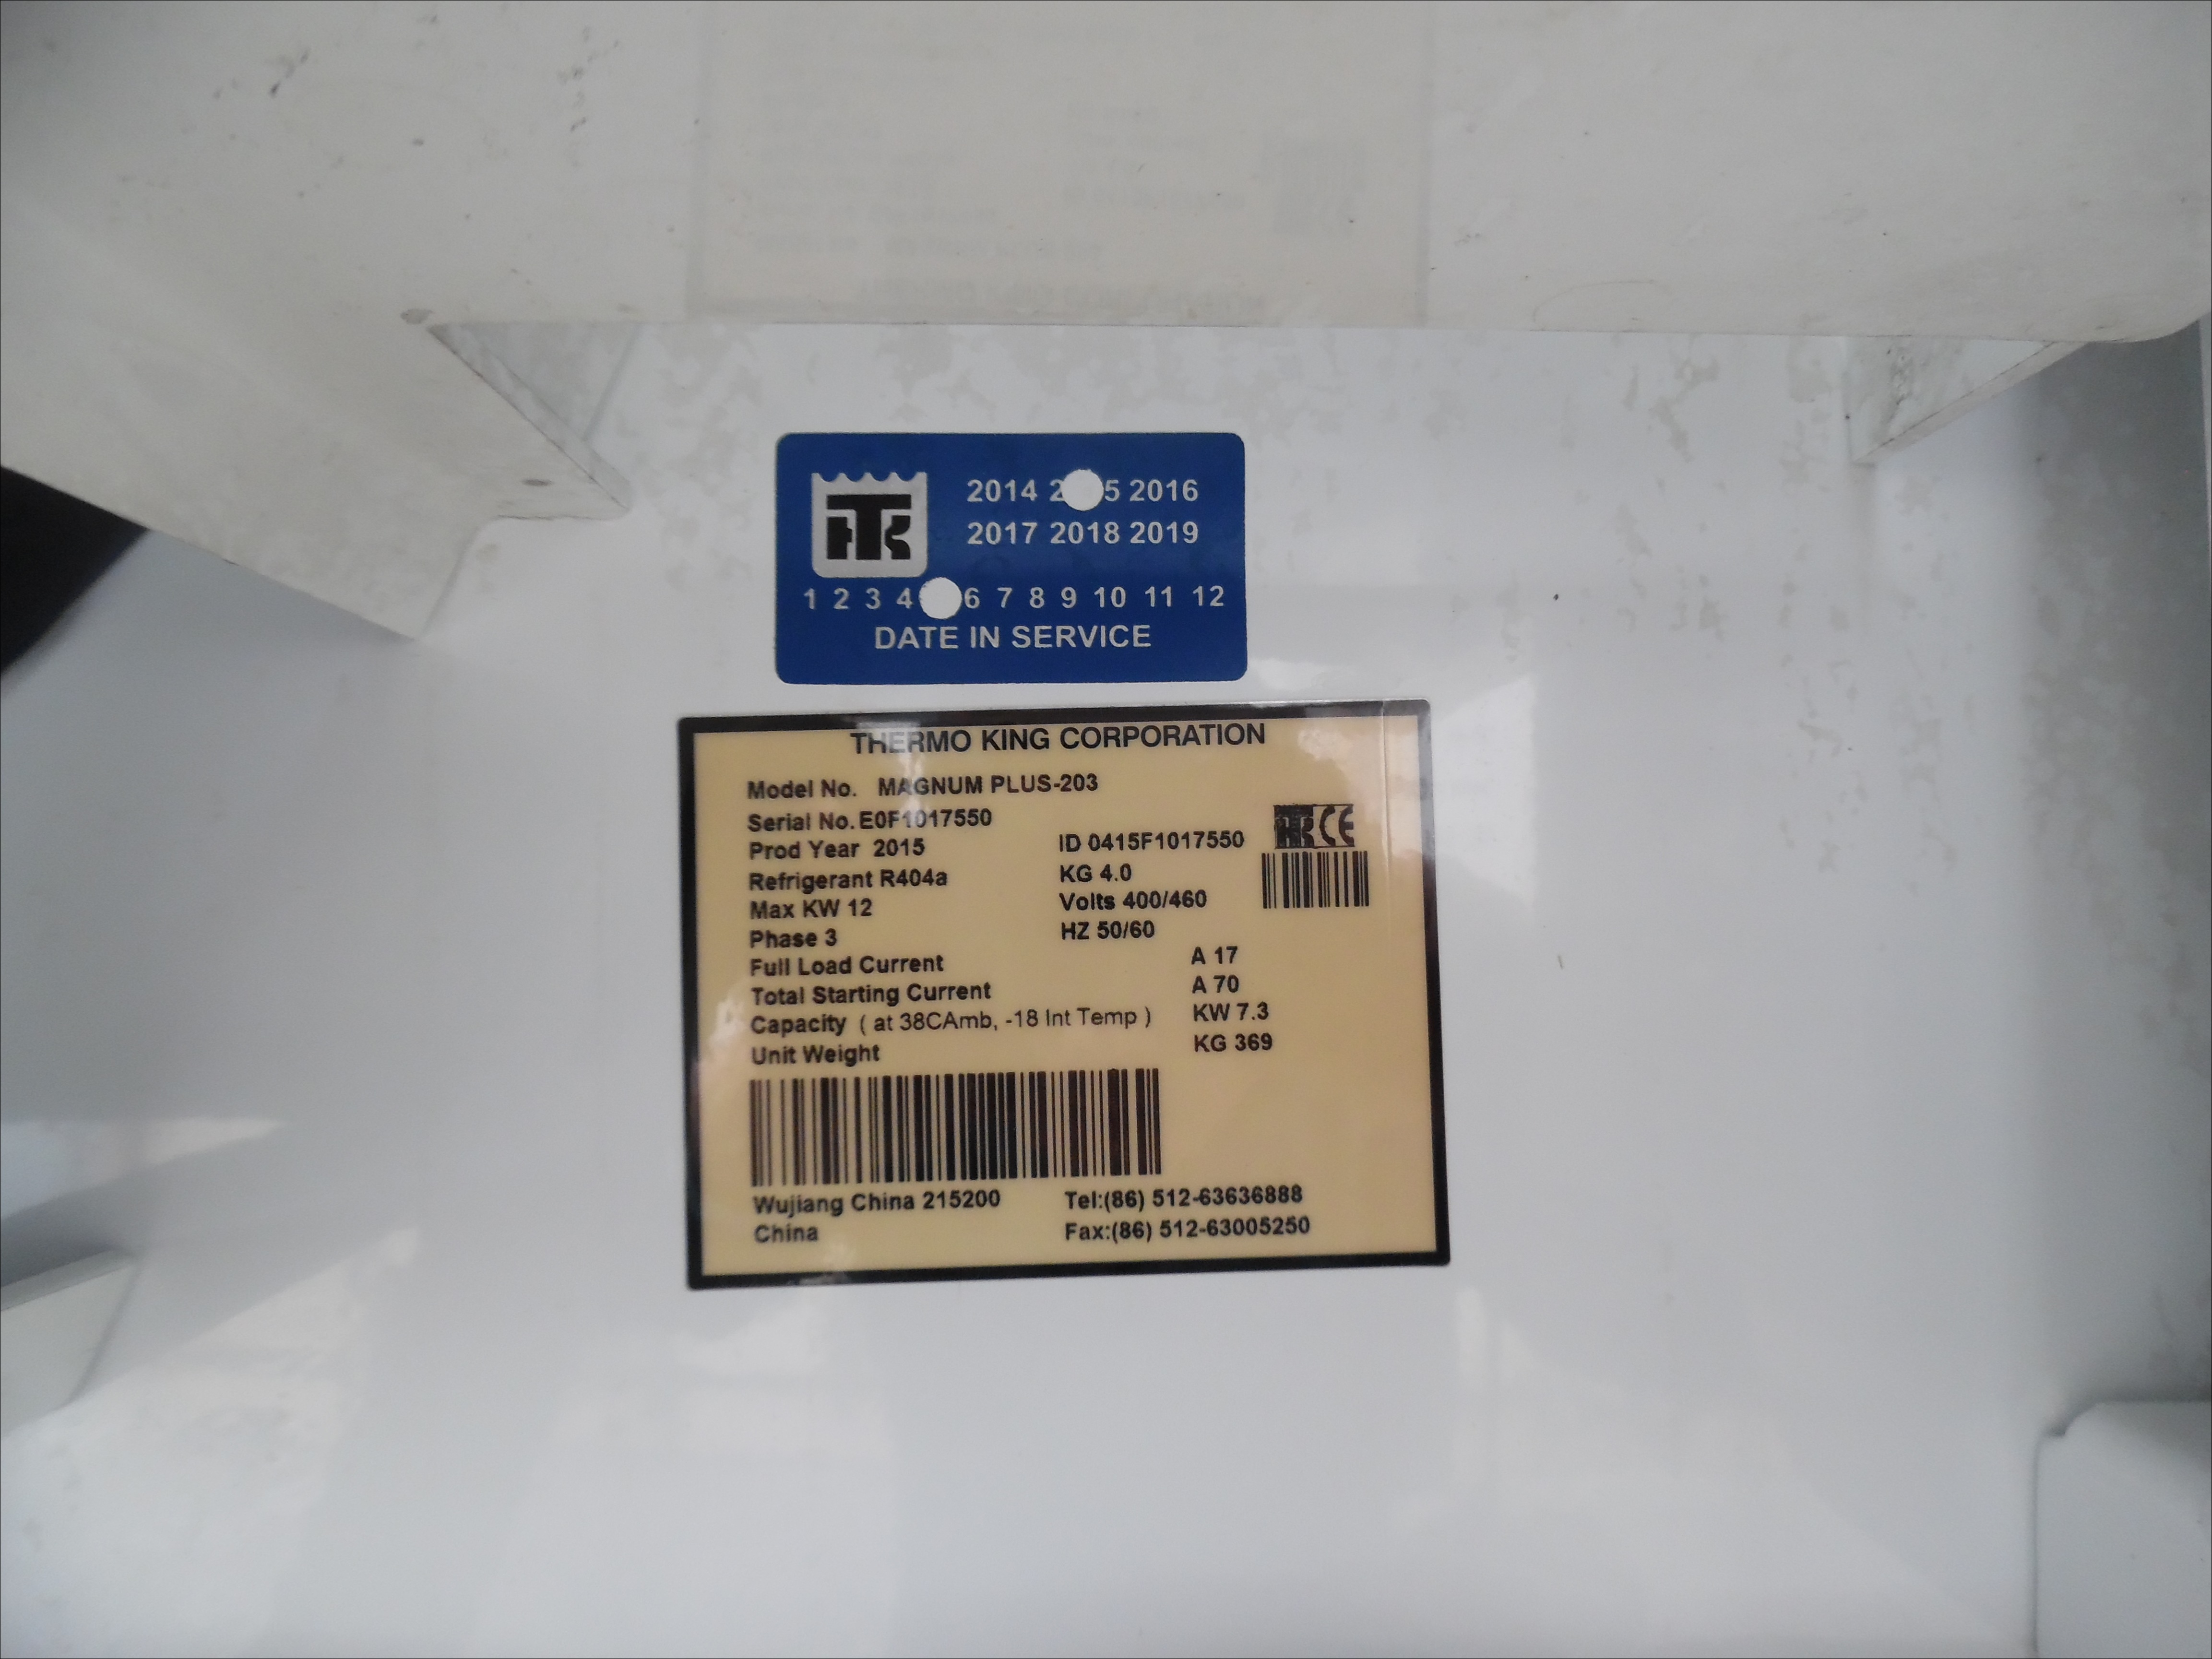 2014 2 5 2016
2017 2018 2019
1 2 3 4 6 7 8 9 10 11 12
DATE IN SERVICE
THERMO KING CORPORATION
Model No. MAGNUM PLUS-203
Serial No. E0F1017550
Prod Year 2015 ID 0415F1017550
Refrigerant R404a KG 4.0
Max KW 12 Volts 400/460
Phase 3 HZ 50/60
Full Load Current A 17
Total Starting Current A 70
Capacity ( at 38CAmb, -18 Int Temp ) KW 7.3
Unit Weight KG 369
CE
Wujiang China 215200 Tel:(86) 512-63636888
China Fax:(86) 512-63005250